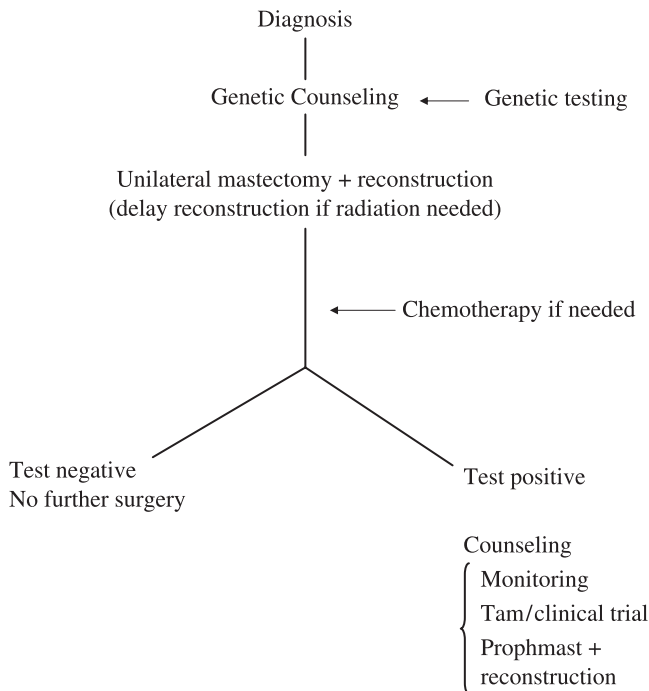 Diagnosis
Genetic Counseling
Genetic testing
Unilateral mastectomy + reconstruction
(delay reconstruction if radiation needed)
Chemotherapy if needed
Test negative
No further surgery
Test positive
Counseling
Monitoring
Tam/clinical trial
Prophmast +
reconstruction